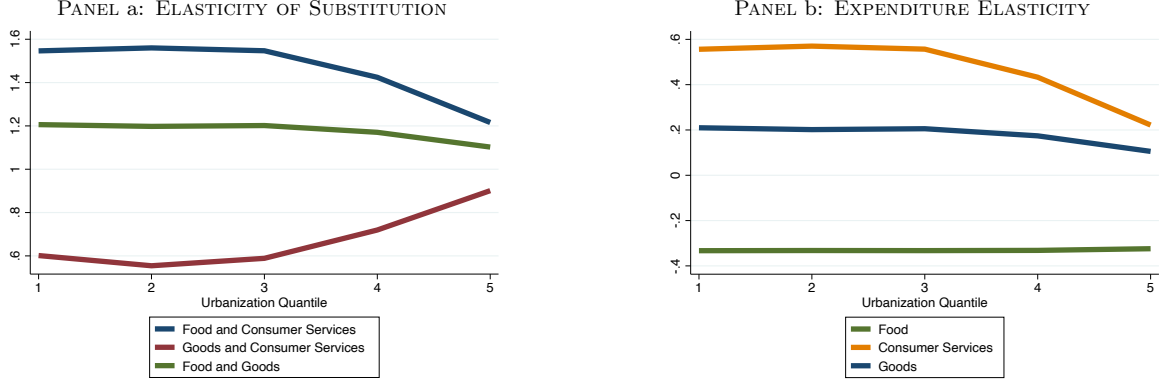 PANEL a: ELASTICITY OF SUBSTITUTION
1.6
1.4
1.2
1
.8
.6
1 2 3 4 5
Urbanization Quantile
Food and Consumer Services
Goods and Consumer Services
Food and Goods
PANEL b: EXPENDITURE ELASTICITY
.6
.4
.2
0
-.2
-.4
1 2 3 4 5
Urbanization Quantile
Food
Consumer Services
Goods